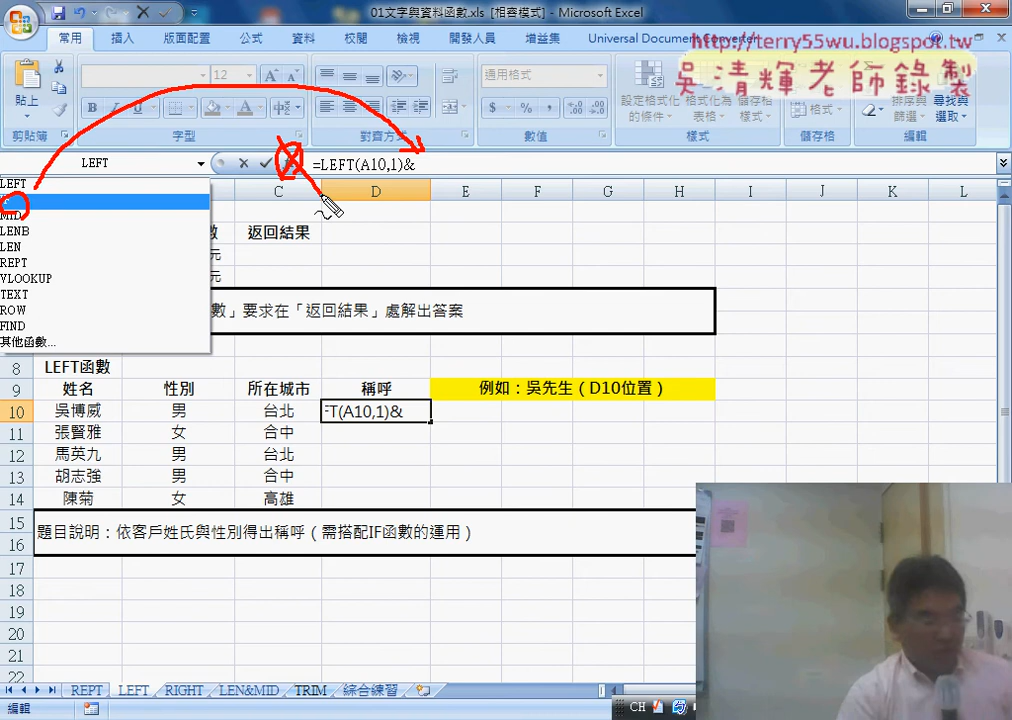 01文字與資料函數.xls [相容模式] - Microsoft Excel
常用 插入 版面配置 公式 資料 校閱 檢視 開發人員 增益集 Universal Document Converter
http://terry55wu.blogspot.tw
吳清輝老師錄製
貼上 12 通用格式 設定格式化的條件 格式化為表格 儲存格樣式 格式 排序與篩選 尋找與選取
剪貼簿 字型 對齊方式 數值 樣式 儲存格 編輯
LEFT =LEFT(A10,1)&
C D E F G H I J K L
LEFT
MID
LENB
LEN
REPT
VLOOKUP
TEXT
ROW
FIND
其他函數...
數 返回結果
元
元
數」要求在「返回結果」處解出答案
8 LEFT函數
9 姓名 性別 所在城市 稱呼 例如：吳先生（D10位置）
10 吳博威 男 台北 =T(A10,1)&
11 張賢雅 女 台中
12 馬英九 男 台北
13 胡志強 男 台中
14 陳菊 女 高雄
15
題目說明：依客戶姓氏與性別得出稱呼（需搭配IF函數的運用）
16
17
18
19
20
21
22
REPT LEFT RIGHT LEN&MID TRIM 綜合練習
編輯 CH